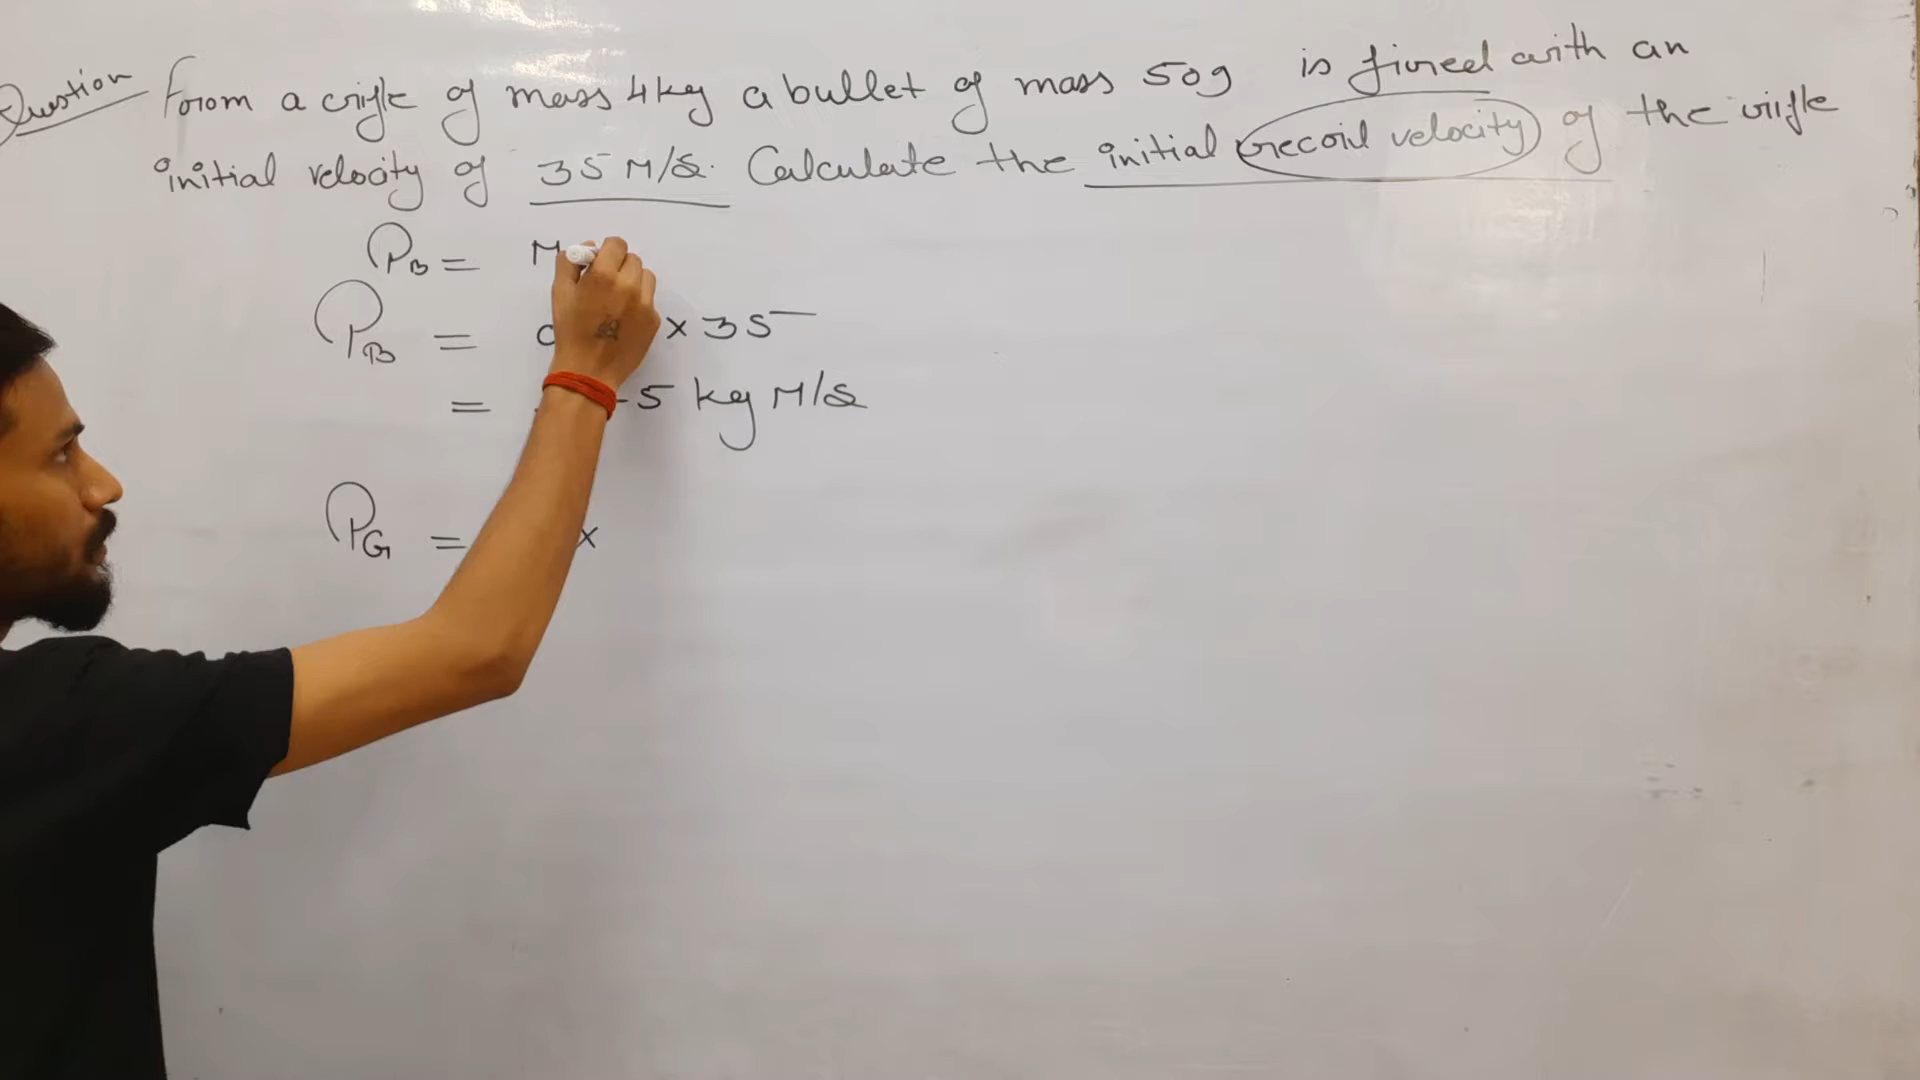 Question From a rifle of mass 4kg a bullet of mass 50g is fired with an
initial velocity of 35 M/S. Calculate the initial recoil velocity of the rifle
PB = M
PB = × 35
= 5 kg M/S
PG = ×